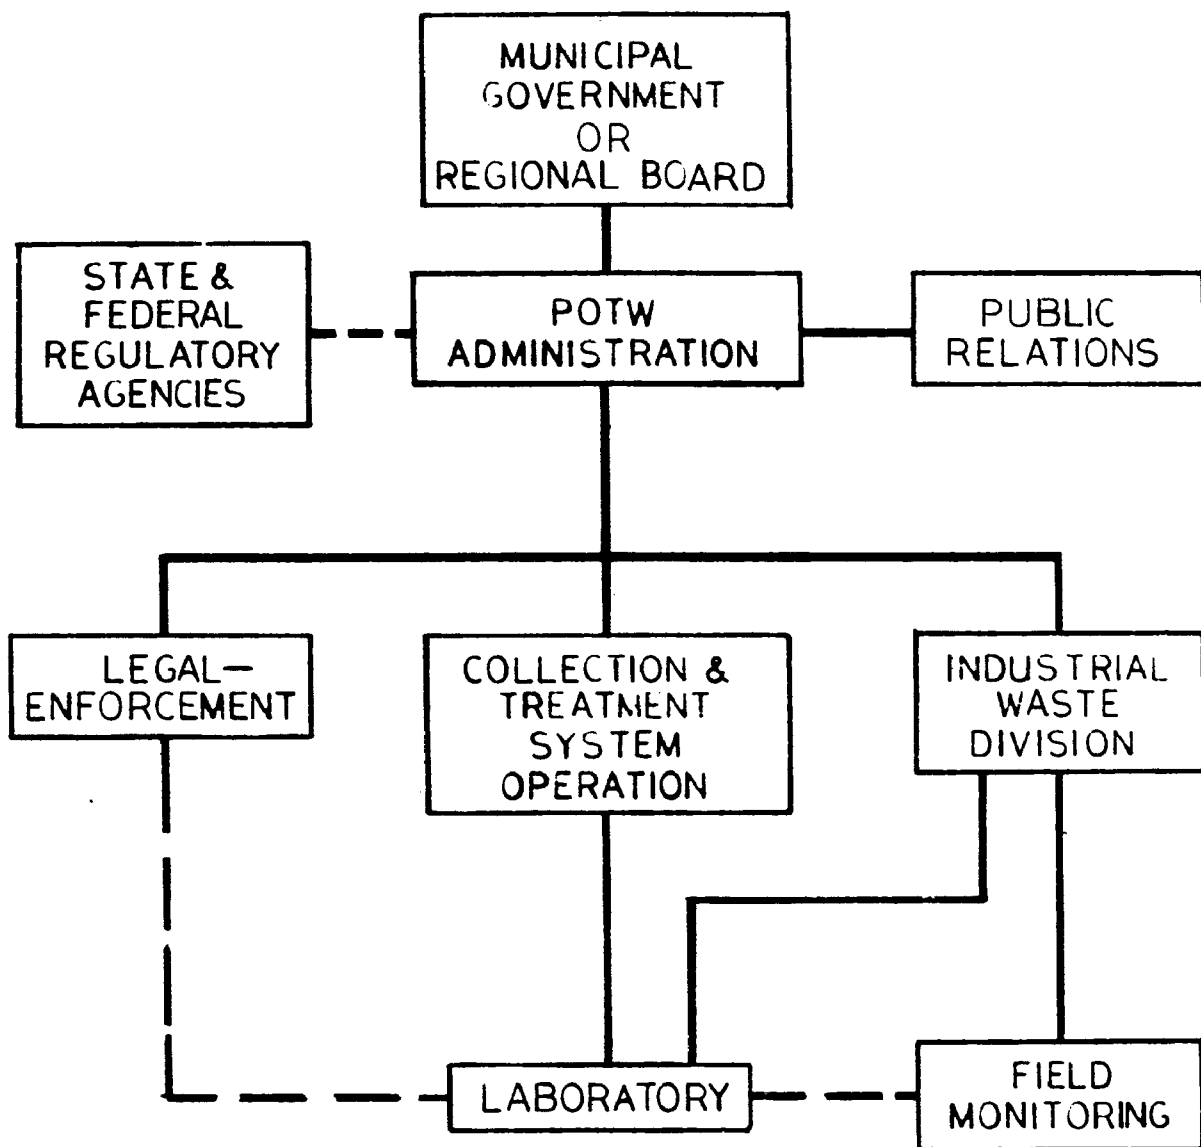 MUNICIPAL
GOVERNMENT
OR
REGIONAL BOARD
STATE &
FEDERAL
REGULATORY
AGENCIES
POTW
ADMINISTRATION
PUBLIC
RELATIONS
LEGAL—
ENFORCEMENT
COLLECTION &
TREATMENT
SYSTEM
OPERATION
INDUSTRIAL
WASTE
DIVISION
LABORATORY
FIELD
MONITORING